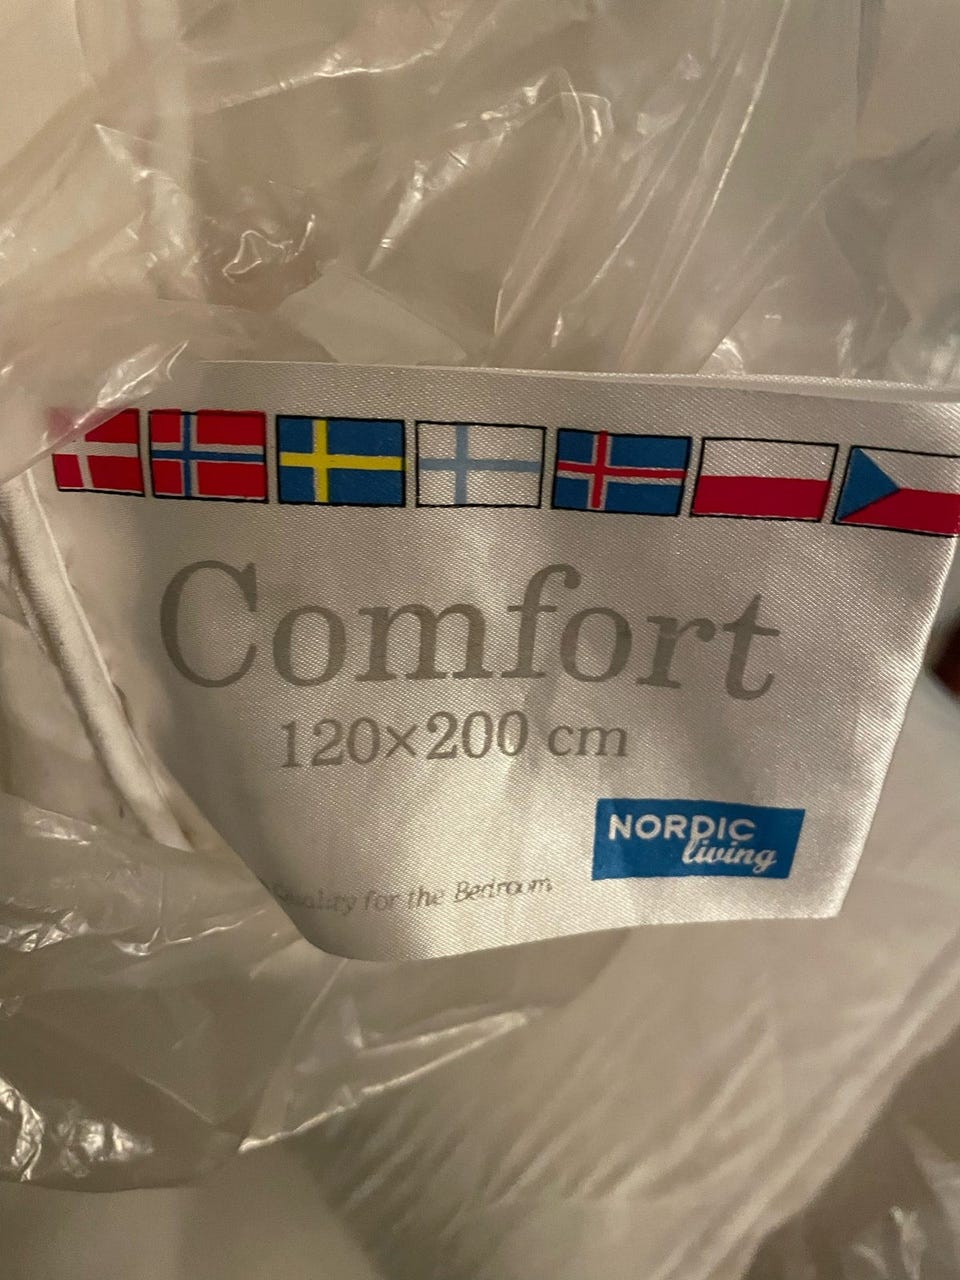 Comfort
120×200 cm
NORDIC
living
Quality for the Bedroom